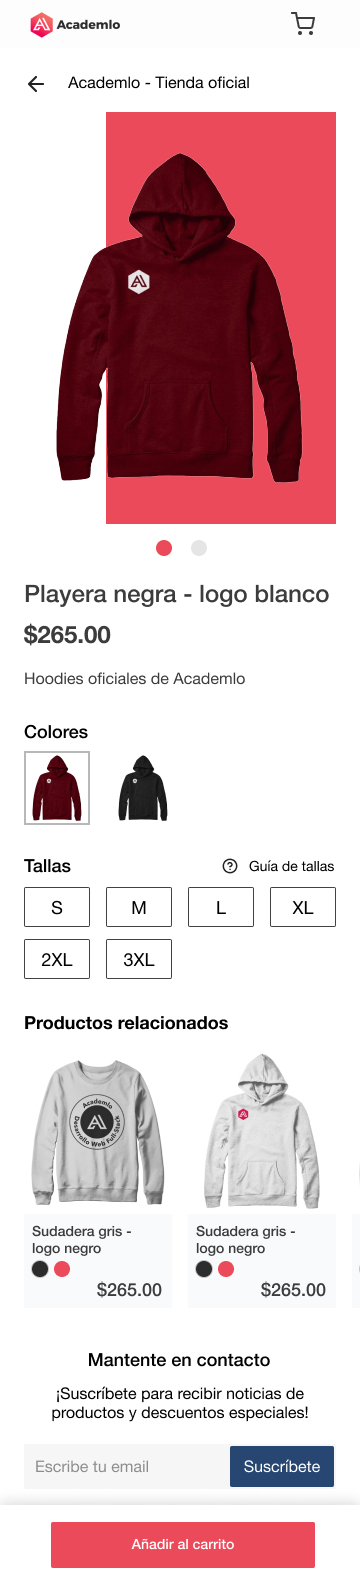 Academlo
Academlo - Tienda oficial
Playera negra - logo blanco
$265.00
Hoodies oficiales de Academlo
Colores
Tallas
Guía de tallas
S
M
L
XL
2XL
3XL
Productos relacionados
Academlo
Desarrollo Web Full-Stack
Sudadera gris -
logo negro
$265.00
Sudadera gris -
logo negro
$265.00
Mantente en contacto
¡Suscríbete para recibir noticias de
productos y descuentos especiales!
Escribe tu email
Suscríbete
Añadir al carrito